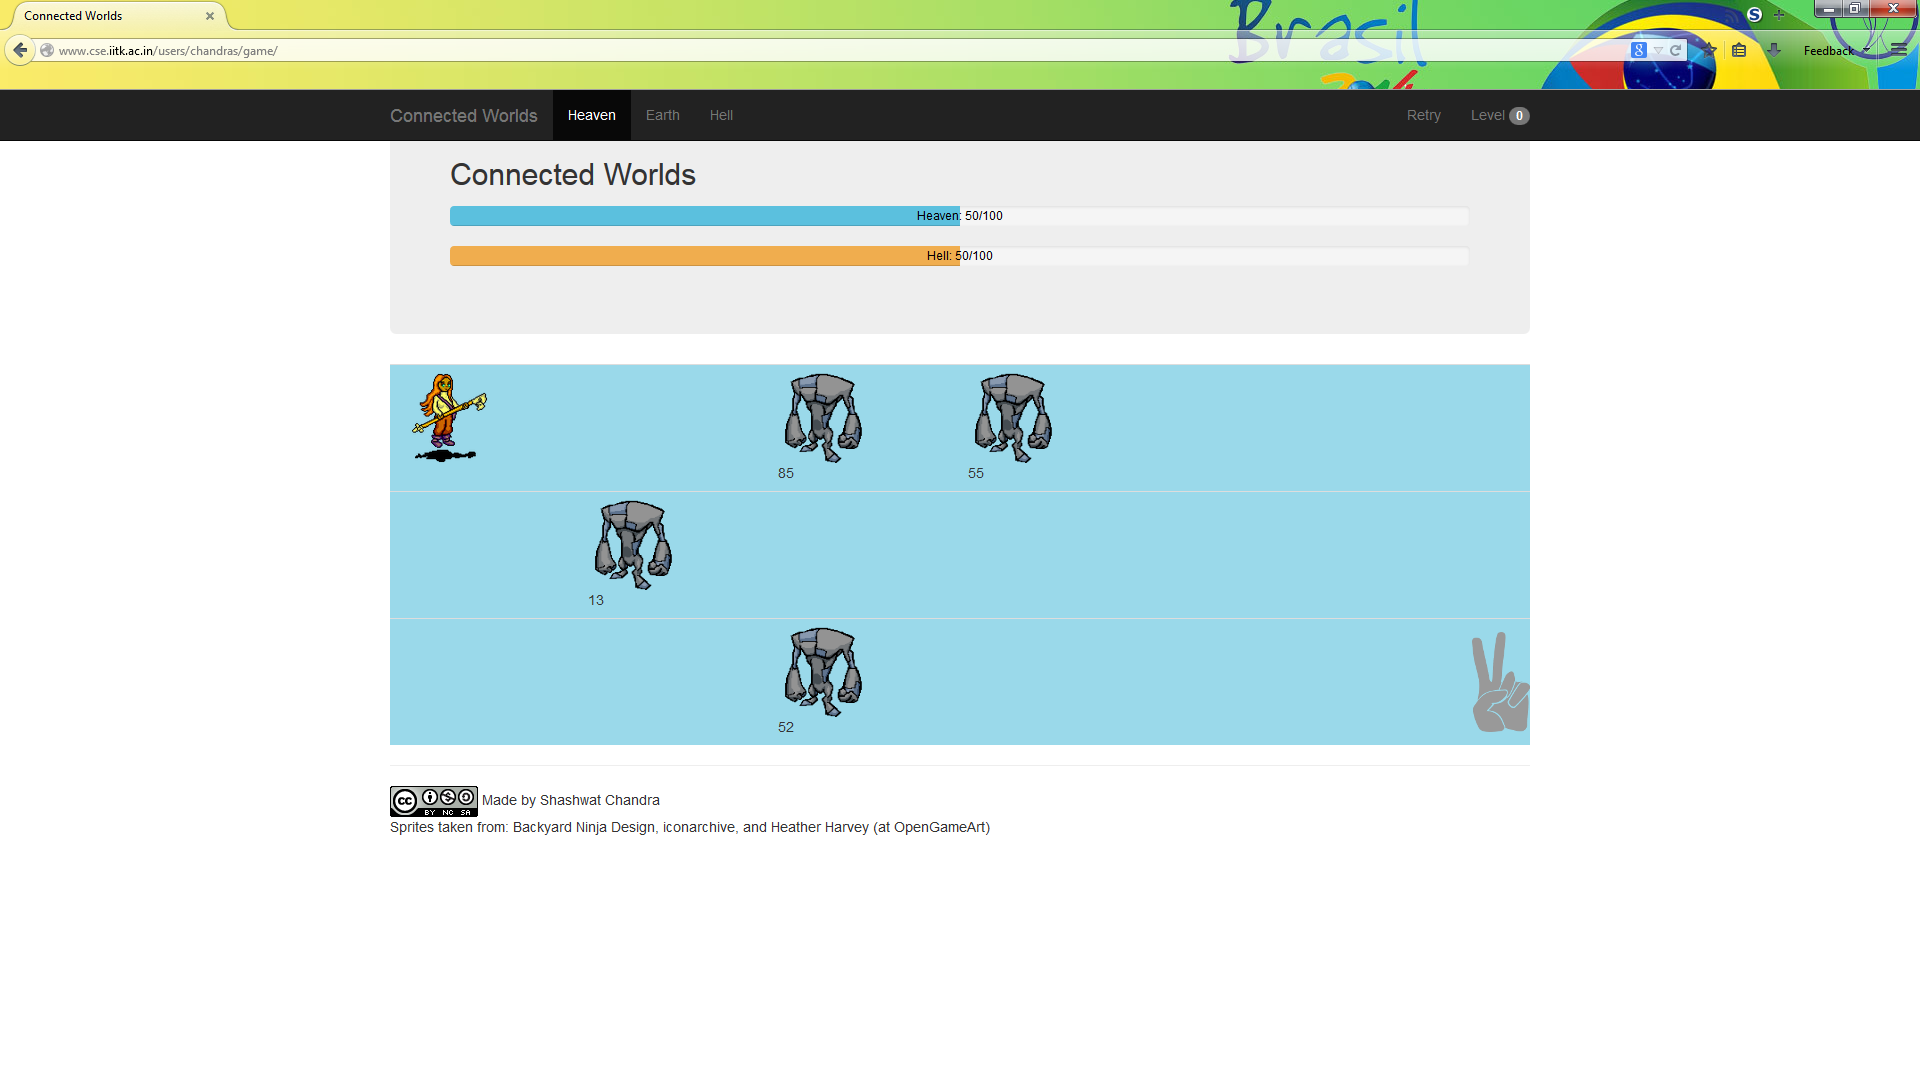 Connected Worlds
Brasil
www.cse.iitk.ac.in/users/chandras/game/
8
S
Feedback
Connected Worlds Heaven Earth Hell Retry Level 0
Connected Worlds
Heaven: 50/100
Hell: 50/100
85 55
13
52
cc BY NC SA Made by Shashwat Chandra
Sprites taken from: Backyard Ninja Design, iconarchive, and Heather Harvey (at OpenGameArt)